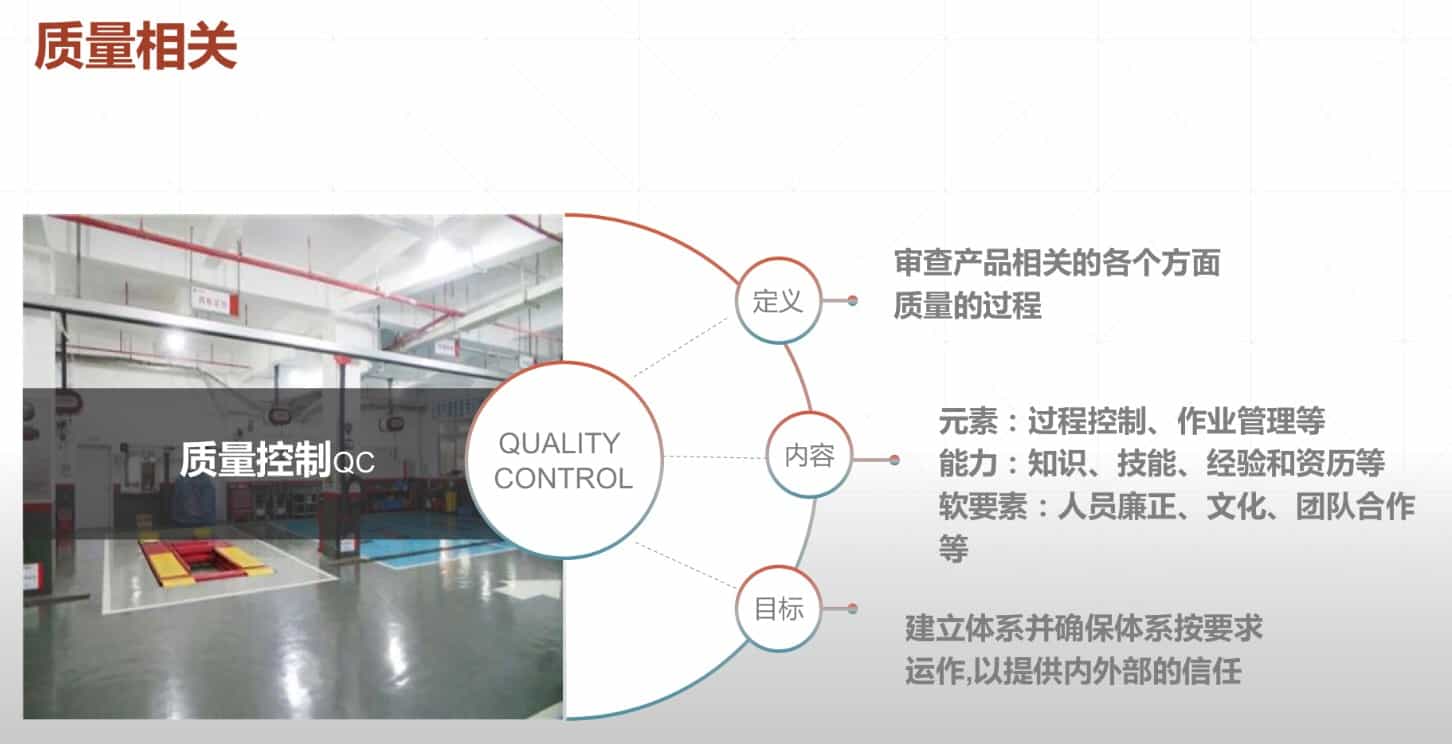 质量相关
质量控制QC
QUALITY
CONTROL
定义
审查产品相关的各个方面
质量的过程
内容
元素：过程控制、作业管理等
能力：知识、技能、经验和资历等
软要素：人员廉正、文化、团队合作
等
目标
建立体系并确保体系按要求
运作,以提供内外部的信任